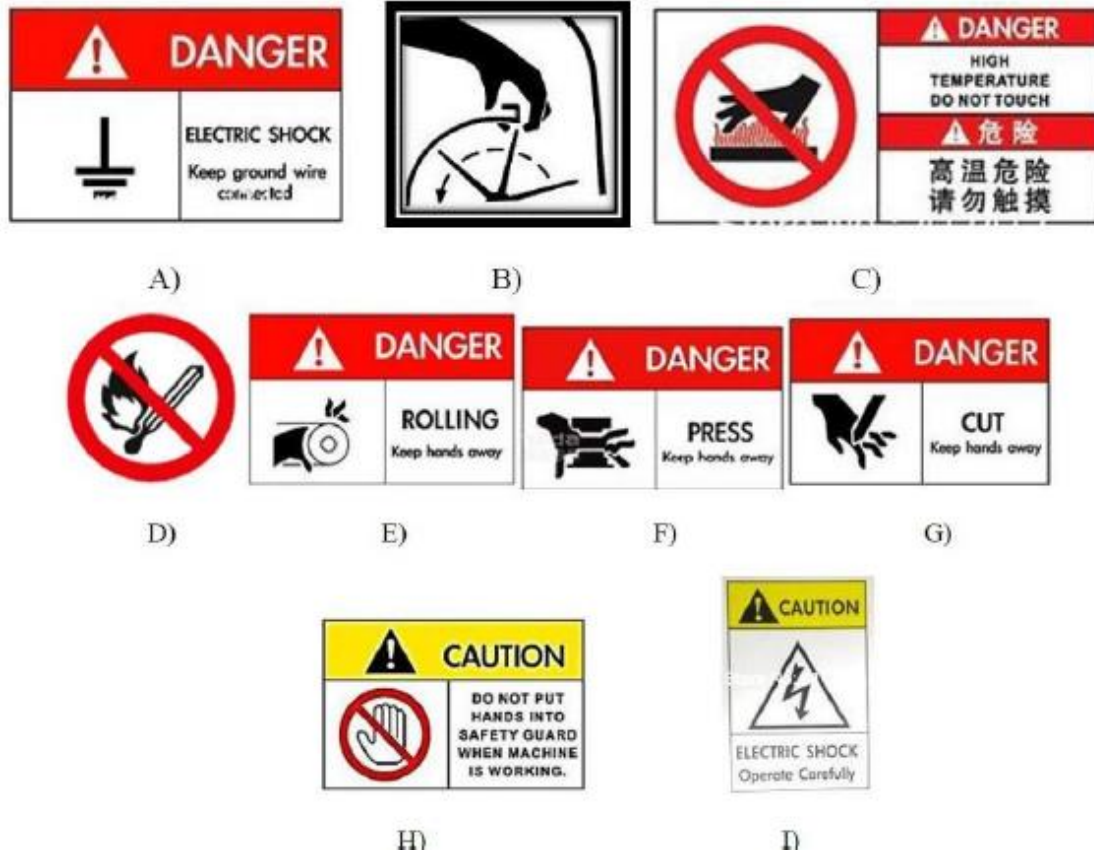 DANGER
ELECTRIC SHOCK
Keep ground wire
connected
DANGER
HIGH
TEMPERATURE
DO NOT TOUCH
危险
高温危险
请勿触摸
A)
B)
C)
DANGER
ROLLING
Keep hands away
DANGER
PRESS
Keep hands away
DANGER
CUT
Keep hands away
D)
E)
F)
G)
CAUTION
DO NOT PUT
HANDS INTO
SAFETY GUARD
WHEN MACHINE
IS WORKING.
CAUTION
ELECTRIC SHOCK
Operate Carefully
H)
I)